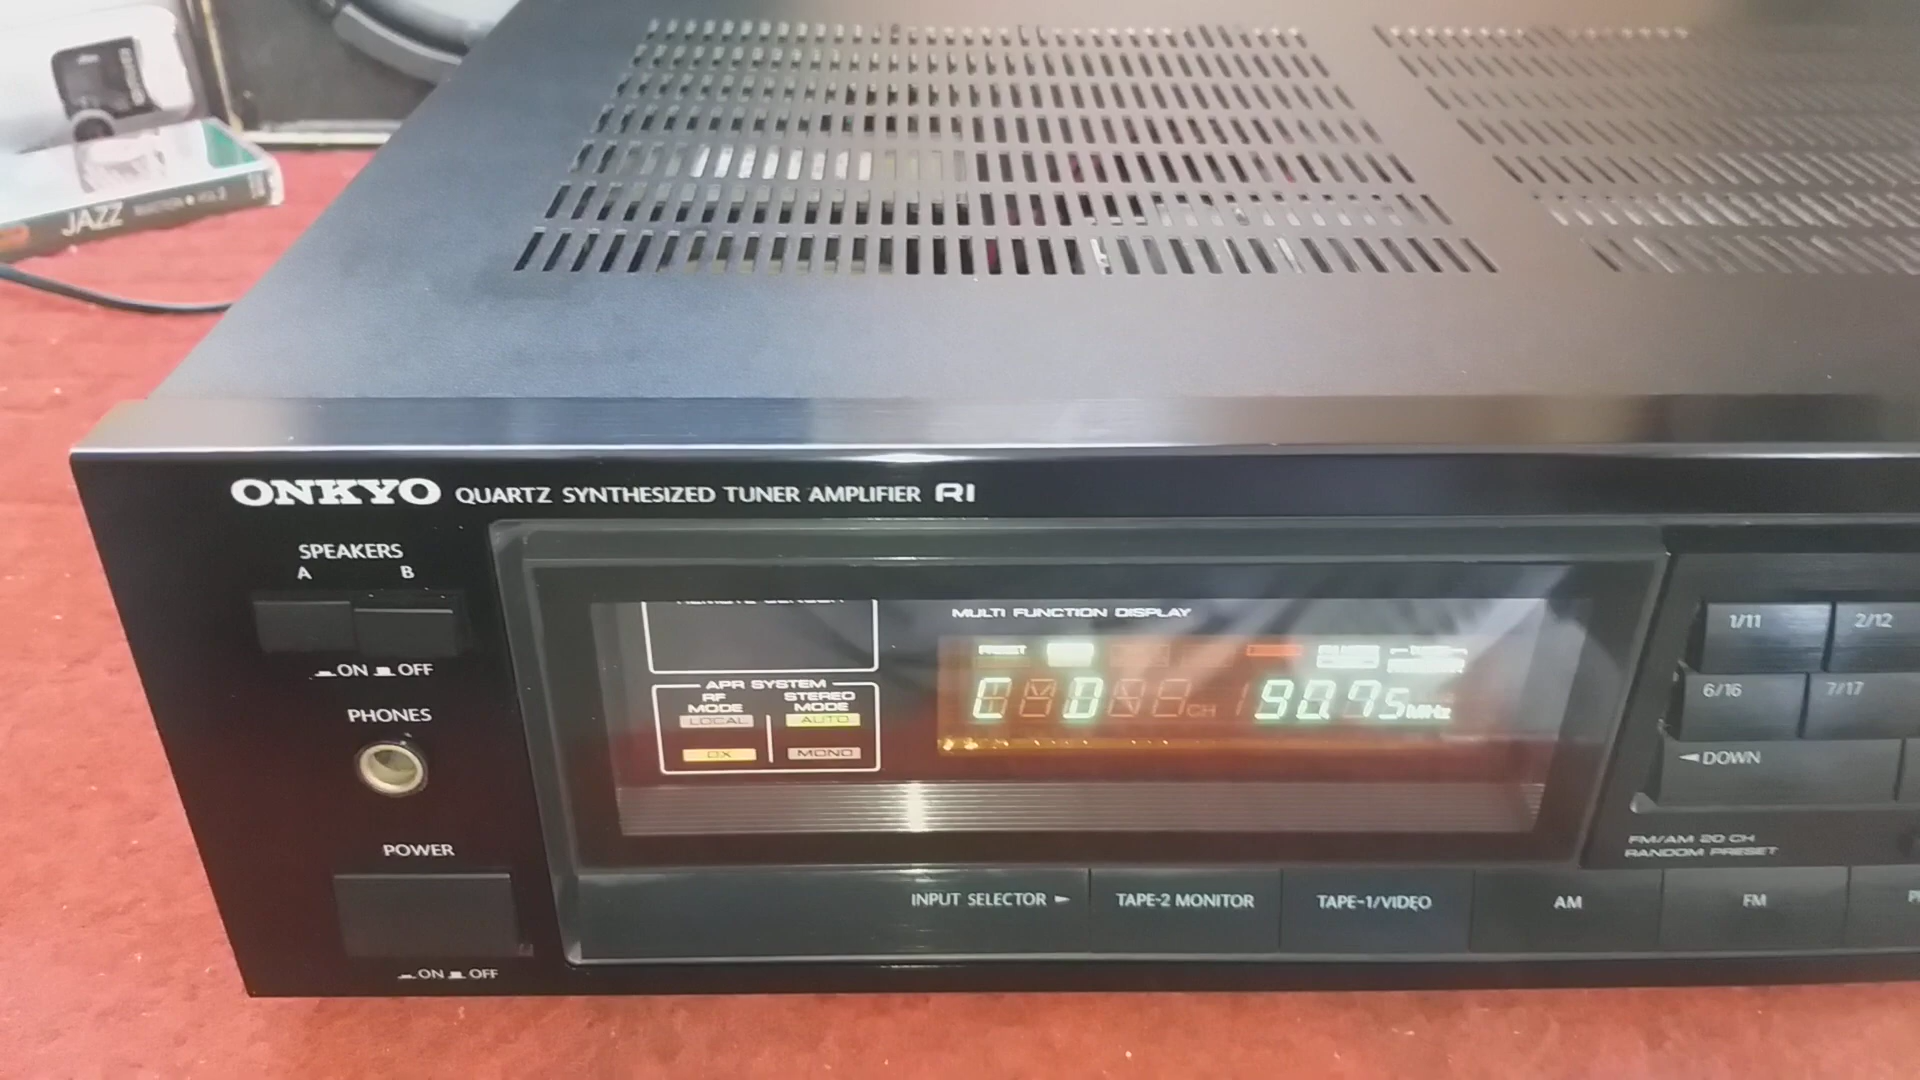 JAZZ
ONKYO QUARTZ SYNTHESIZED TUNER AMPLIFIER RI
SPEAKERS
A B
ON OFF
PHONES
POWER
ON OFF
MULTI FUNCTION DISPLAY
APR SYSTEM
RF MODE
STEREO MODE
LOCAL
AUTO
DX
MONO
PRESET
C D CH 90.75 MHz
1/11
2/12
6/16
7/17
DOWN
FM/AM 20 CH
RANDOM PRESET
INPUT SELECTOR
TAPE-2 MONITOR
TAPE-1/VIDEO
AM
FM